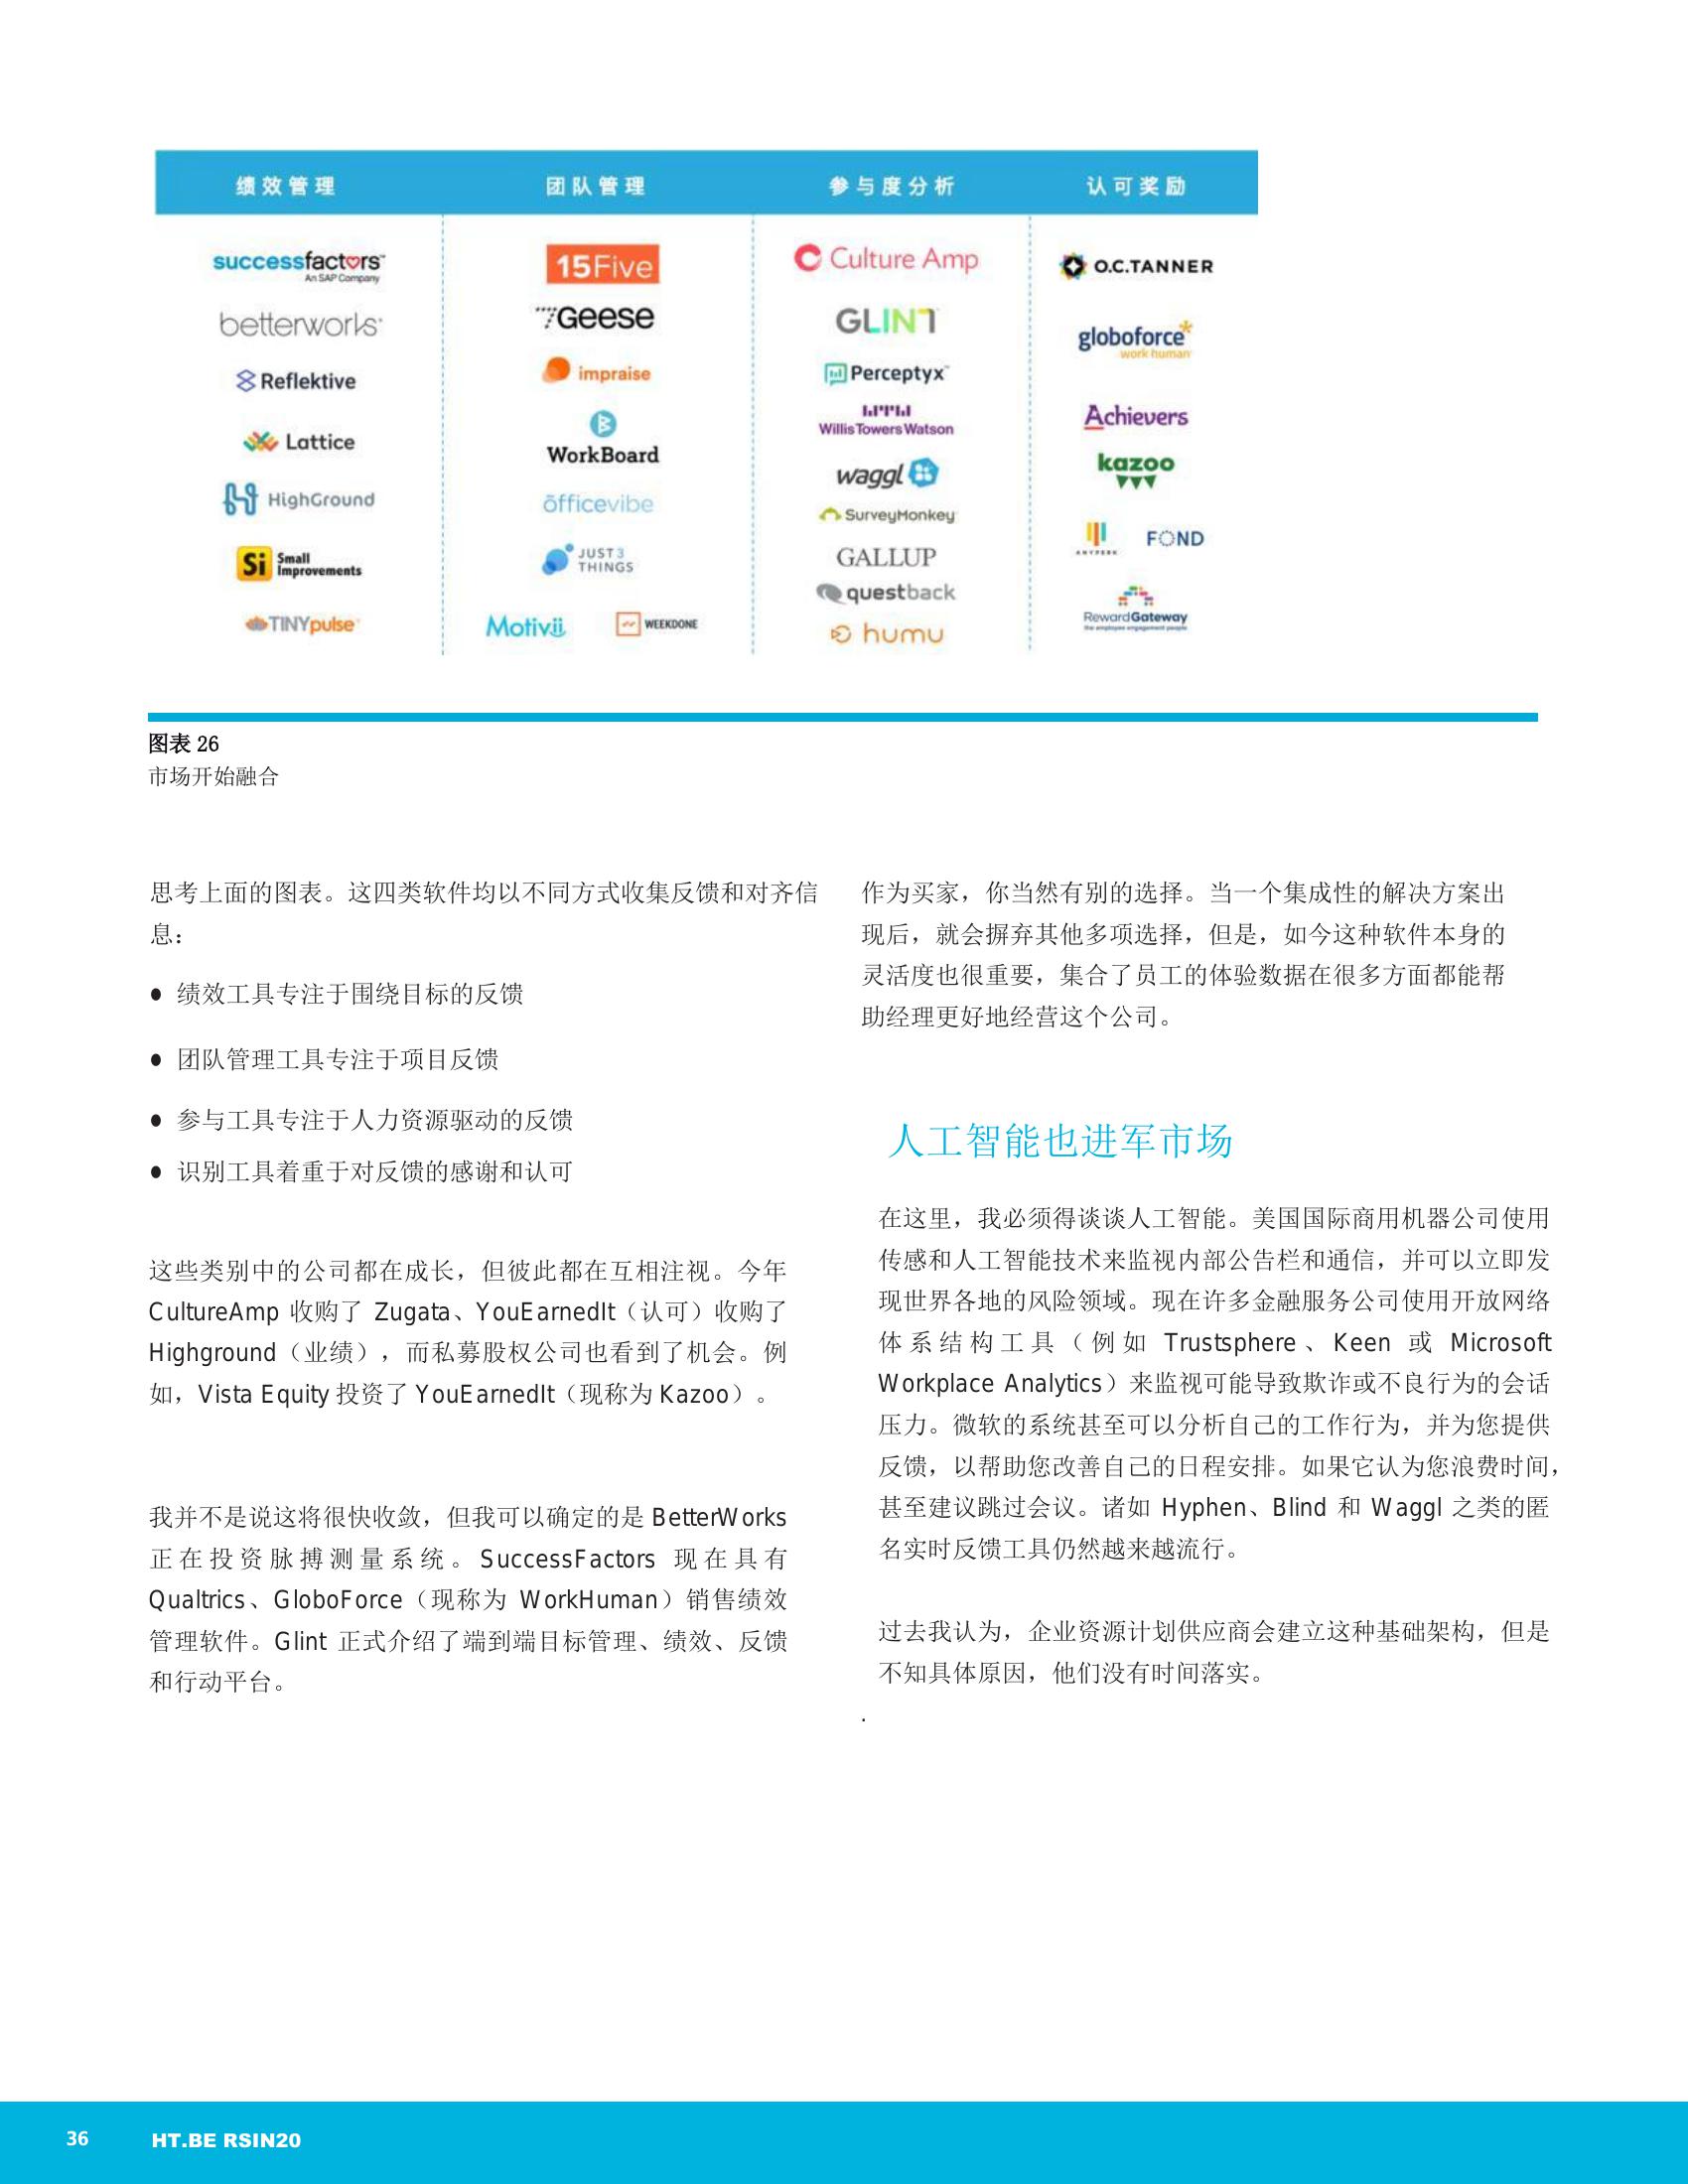 绩效管理
团队管理
参与度分析
认可奖励
successfactors™
An SAP Company
betterworks
Reflektive
Lattice
HighGround
Si Small
Improvements
TINYpulse
15Five
7Geese
impraise
WorkBoard
officevibe
JUST3
THINGS
Motivii
WEEKDONE
Culture Amp
GLINT
Perceptyx
Willis Towers Watson
waggl
SurveyMonkey
GALLUP
questback
humu
O.C.TANNER
globoforce
work human
Achievers
kazoo
ANYPERK
FOND
RewardGateway
the employee engagement people
图表 26
市场开始融合
思考上面的图表。这四类软件均以不同方式收集反馈和对齐信
息：
● 绩效工具专注于围绕目标的反馈
● 团队管理工具专注于项目反馈
● 参与工具专注于人力资源驱动的反馈
● 识别工具着重于对反馈的感谢和认可
这些类别中的公司都在成长，但彼此都在互相注视。今年
CultureAmp 收购了 Zugata、YouEarnedIt（认可）收购了
Highground（业绩），而私募股权公司也看到了机会。例
如，Vista Equity 投资了 YouEarnedIt（现称为 Kazoo）。
我并不是说这将很快收敛，但我可以确定的是 BetterWorks
正在投资脉搏测量系统。SuccessFactors 现在具有
Qualtrics、GloboForce（现称为 WorkHuman）销售绩效
管理软件。Glint 正式介绍了端到端目标管理、绩效、反馈
和行动平台。
作为买家，你当然有别的选择。当一个集成性的解决方案出
现后，就会摒弃其他多项选择，但是，如今这种软件本身的
灵活度也很重要，集合了员工的体验数据在很多方面都能帮
助经理更好地经营这个公司。
人工智能也进军市场
在这里，我必须得谈谈人工智能。美国国际商用机器公司使用
传感和人工智能技术来监视内部公告栏和通信，并可以立即发
现世界各地的风险领域。现在许多金融服务公司使用开放网络
体系结构工具（例如 Trustsphere、Keen 或 Microsoft
Workplace Analytics）来监视可能导致欺诈或不良行为的会话
压力。微软的系统甚至可以分析自己的工作行为，并为您提供
反馈，以帮助您改善自己的日程安排。如果它认为您浪费时间，
甚至建议跳过会议。诸如 Hyphen、Blind 和 Waggl 之类的匿
名实时反馈工具仍然越来越流行。
过去我认为，企业资源计划供应商会建立这种基础架构，但是
不知具体原因，他们没有时间落实。
.
36 HT.BE RSIN20